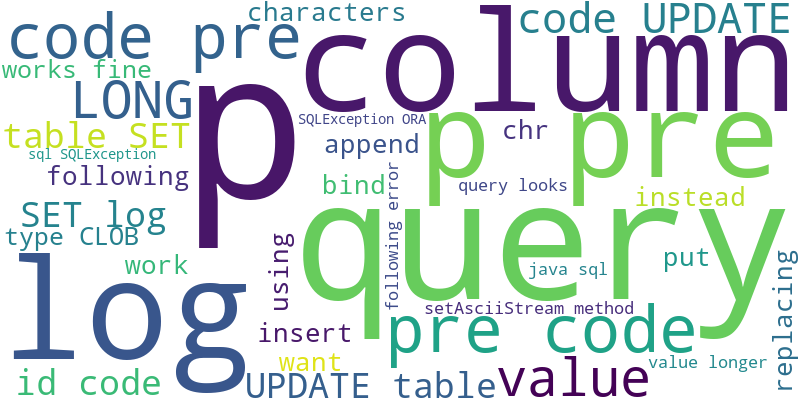 characters
code UPDATE
code pre
column
works fine
p
LONG
p pre
SQLException ORA
chr
table SET
append
sql SQLException
following
bind
query looks
instead
following error
SET log
query
type CLOB
work
using
put
java sql
replacing
log
setAsciiStream method
insert
pre code
want
value longer
id code
UPDATE table
value